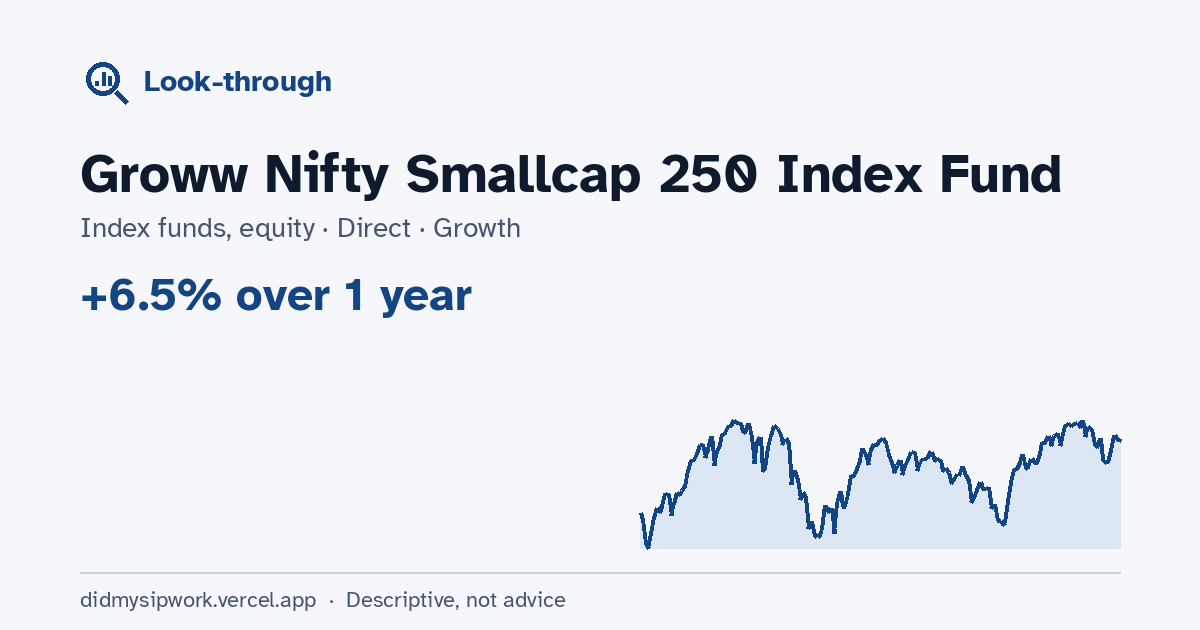 Look-through
Groww Nifty Smallcap 250 Index Fund
Index funds, equity · Direct · Growth
+6.5% over 1 year
didmysipwork.vercel.app · Descriptive, not advice